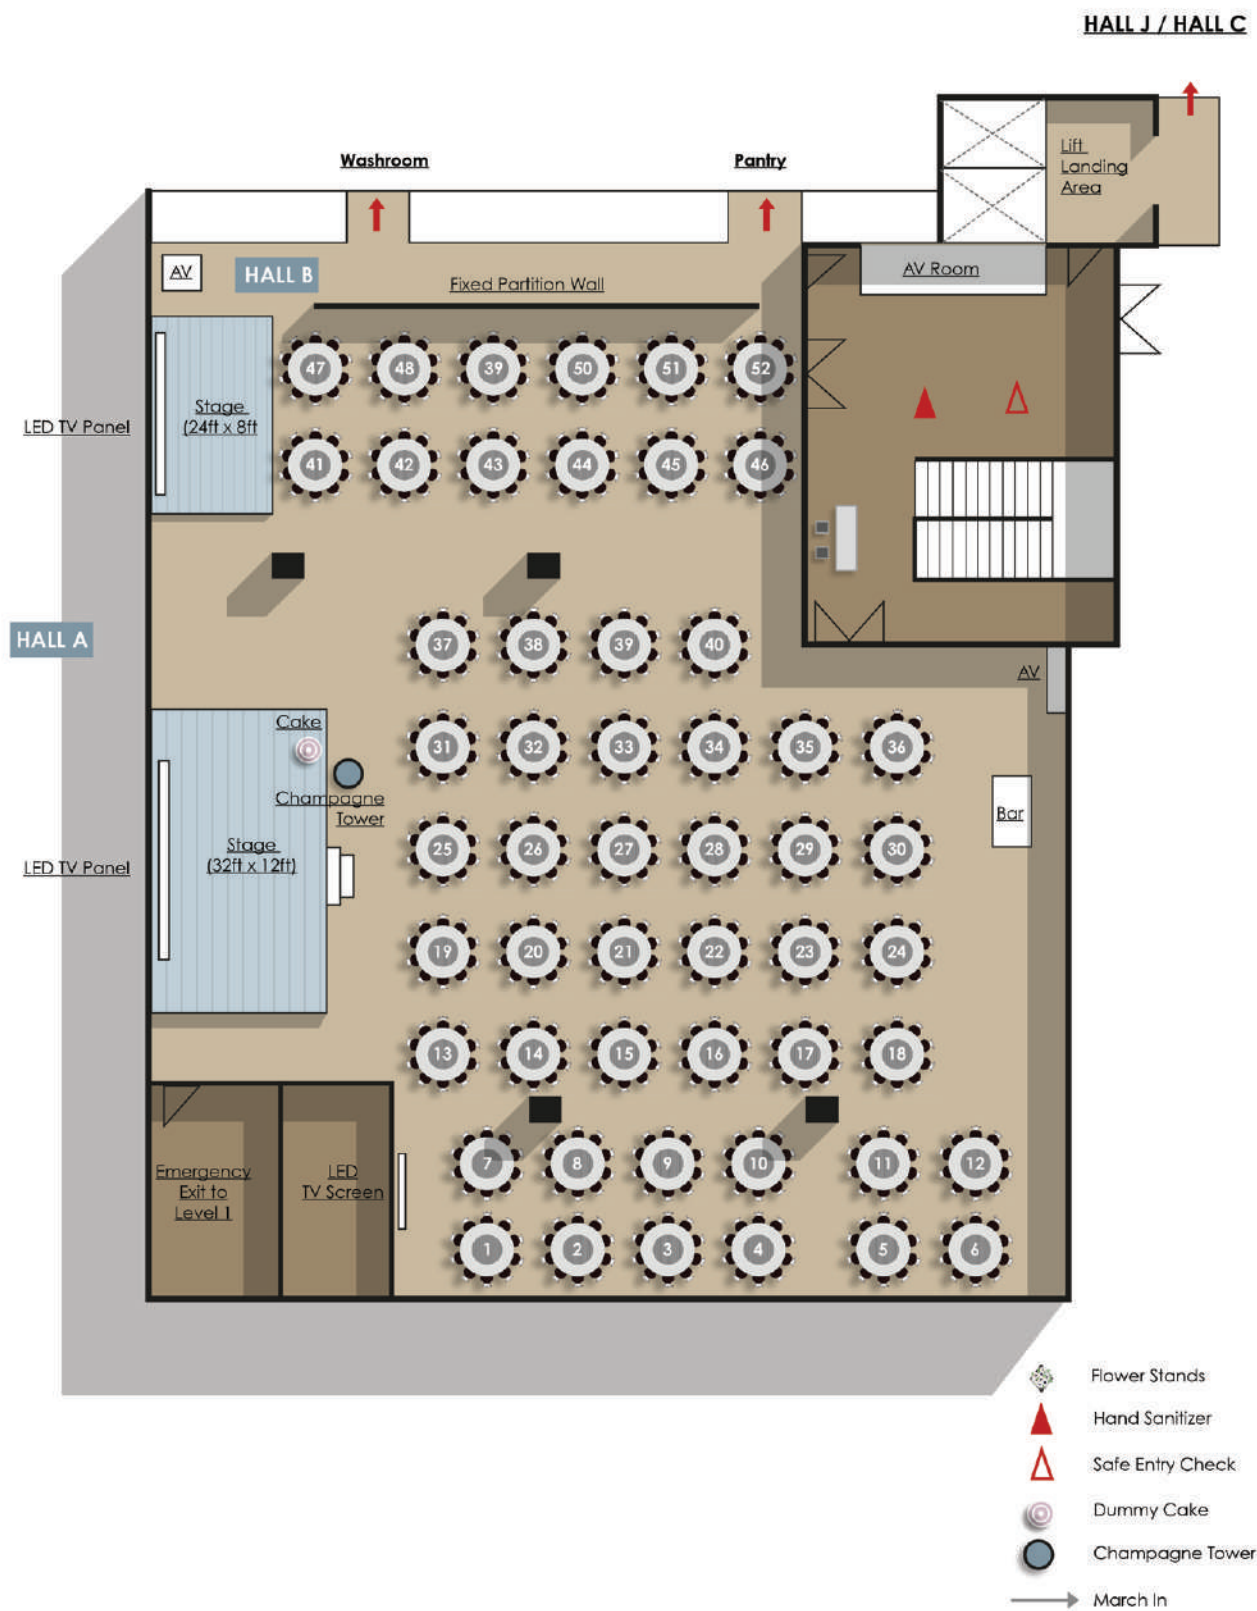 HALL J / HALL C
Lift
Landing
Area
Washroom
Pantry
AV
HALL B
Fixed Partition Wall
AV Room
47 48 39 50 51 52
LED TV Panel
Stage
(24ft x 8ft
41 42 43 44 45 46
HALL A
37 38 39 40
AV
Cake
31 32 33 34 35 36
Champagne
Tower
Bar
LED TV Panel
Stage
(32ft x 12ft)
25 26 27 28 29 30
19 20 21 22 23 24
13 14 15 16 17 18
Emergency
Exit to
Level 1
LED
TV Screen
7 8 9 10 11 12
1 2 3 4 5 6
Flower Stands
Hand Sanitizer
Safe Entry Check
Dummy Cake
Champagne Tower
March In